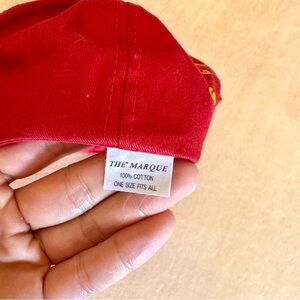 THE° MARQUE
100% COTTON
ONE SIZE FITS ALL